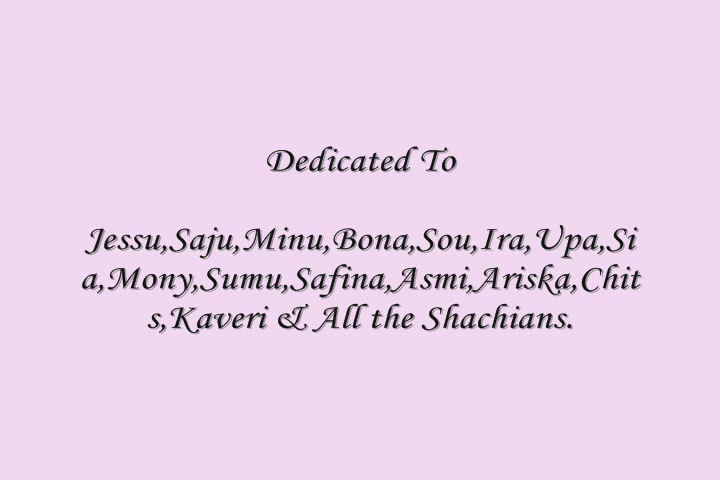 Dedicated To
Jessu,Saju,Minu,Bona,Sou,Ira,Upa,Si
a,Mony,Sumu,Safina,Asmi,Ariska,Chit
s,Kaveri & All the Shachians.